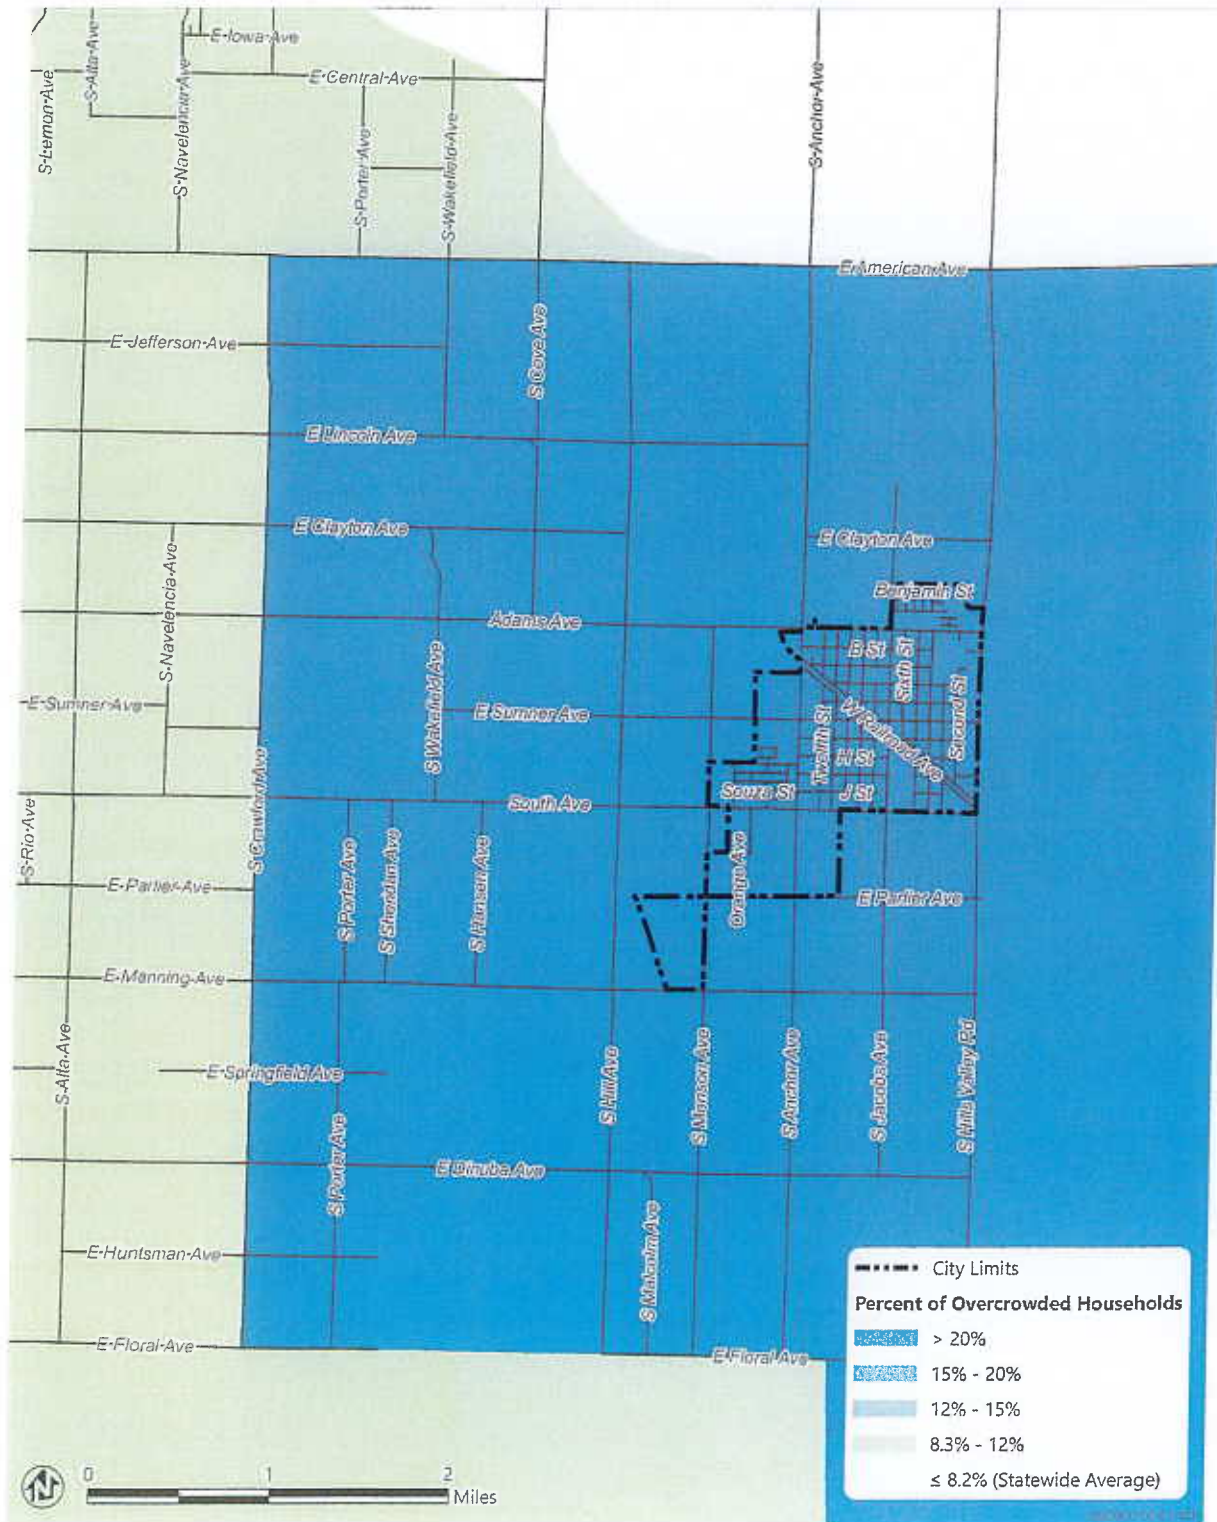 E Iowa Ave
E Central Ave
S Lemon Ave
S Alta Ave
S Navelencia Ave
S Porter Ave
S Wakefield Ave
S Anchor Ave
E American Ave
E Jefferson Ave
S Cove Ave
E Lincoln Ave
E Clayton Ave
E Clayton Ave
S Navelencia Ave
Benjamin St
Adams Ave
B St
Sixth St
E Sumner Ave
S Wakefield Ave
E Sumner Ave
Twelfth St
W Railroad Ave
Second St
H St
S Crawford Ave
Souza St
J St
South Ave
S Rio Ave
S Porter Ave
S Sheridan Ave
S Hansen Ave
Orange Ave
E Parlier Ave
E Parlier Ave
E Manning Ave
S Alta Ave
E Springfield Ave
S Hill Ave
S Monson Ave
S Anchor Ave
S Jacobs Ave
S Hills Valley Rd
S Porter Ave
E Dinuba Ave
S Malcolm Ave
E Huntsman Ave
E Floral Ave
E Floral Ave
City Limits
Percent of Overcrowded Households
> 20%
15% - 20%
12% - 15%
8.3% - 12%
≤ 8.2% (Statewide Average)
N
0 1 2
Miles